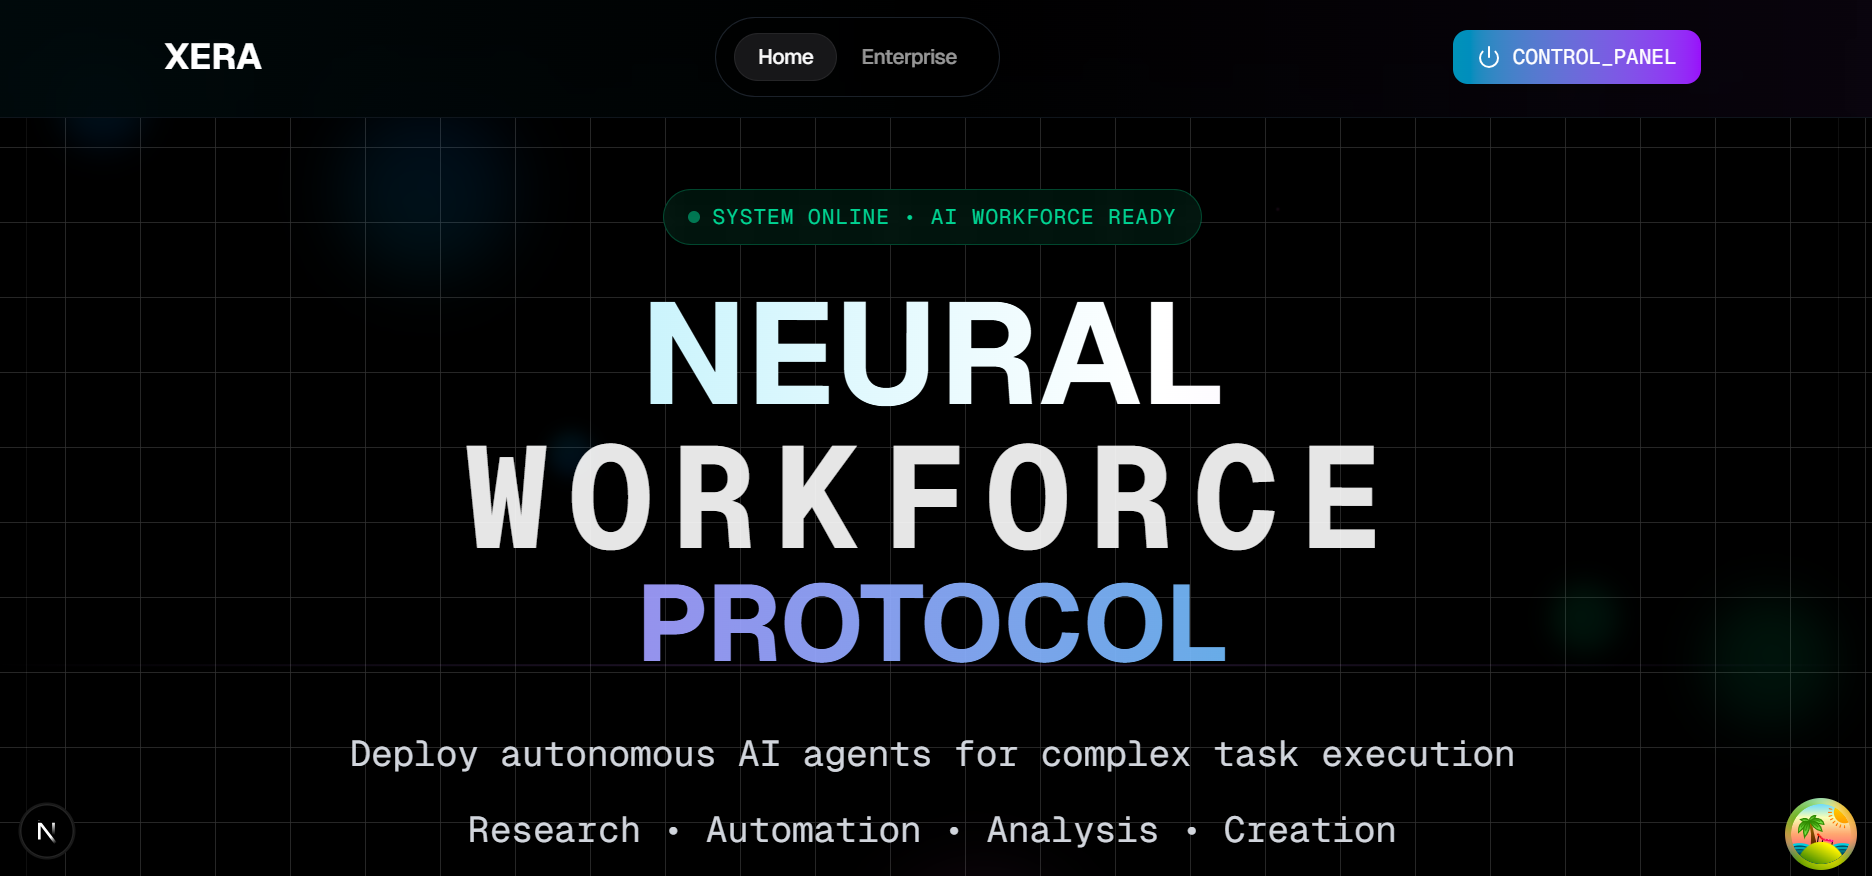 XERA
Home
Enterprise
CONTROL_PANEL
SYSTEM ONLINE • AI WORKFORCE READY
NEURAL
WORKFORCE
PROTOCOL
Deploy autonomous AI agents for complex task execution
Research • Automation • Analysis • Creation
N